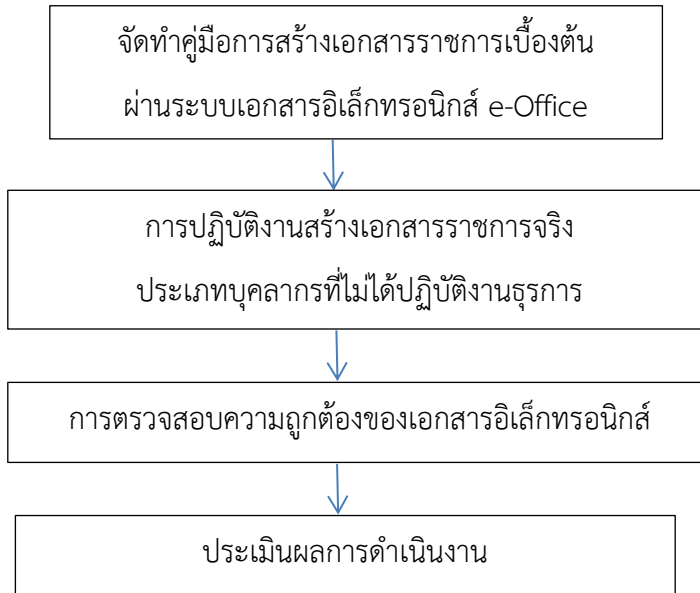 จัดทำคู่มือการสร้างเอกสารราชการเบื้องต้น
ผ่านระบบเอกสารอิเล็กทรอนิกส์ e-Office
การปฏิบัติงานสร้างเอกสารราชการจริง
ประเภทบุคลากรที่ไม่ได้ปฏิบัติงานธุรการ
การตรวจสอบความถูกต้องของเอกสารอิเล็กทรอนิกส์
ประเมินผลการดำเนินงาน